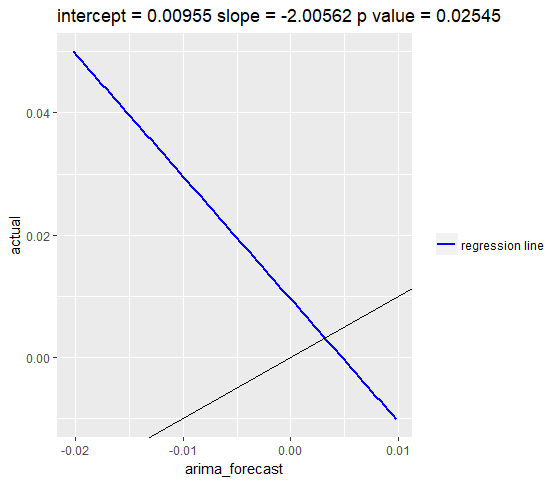 intercept = 0.00955 slope = -2.00562 p value = 0.02545
0.04
0.02
0.00
actual
-0.02 -0.01 0.00 0.01
arima_forecast
regression line